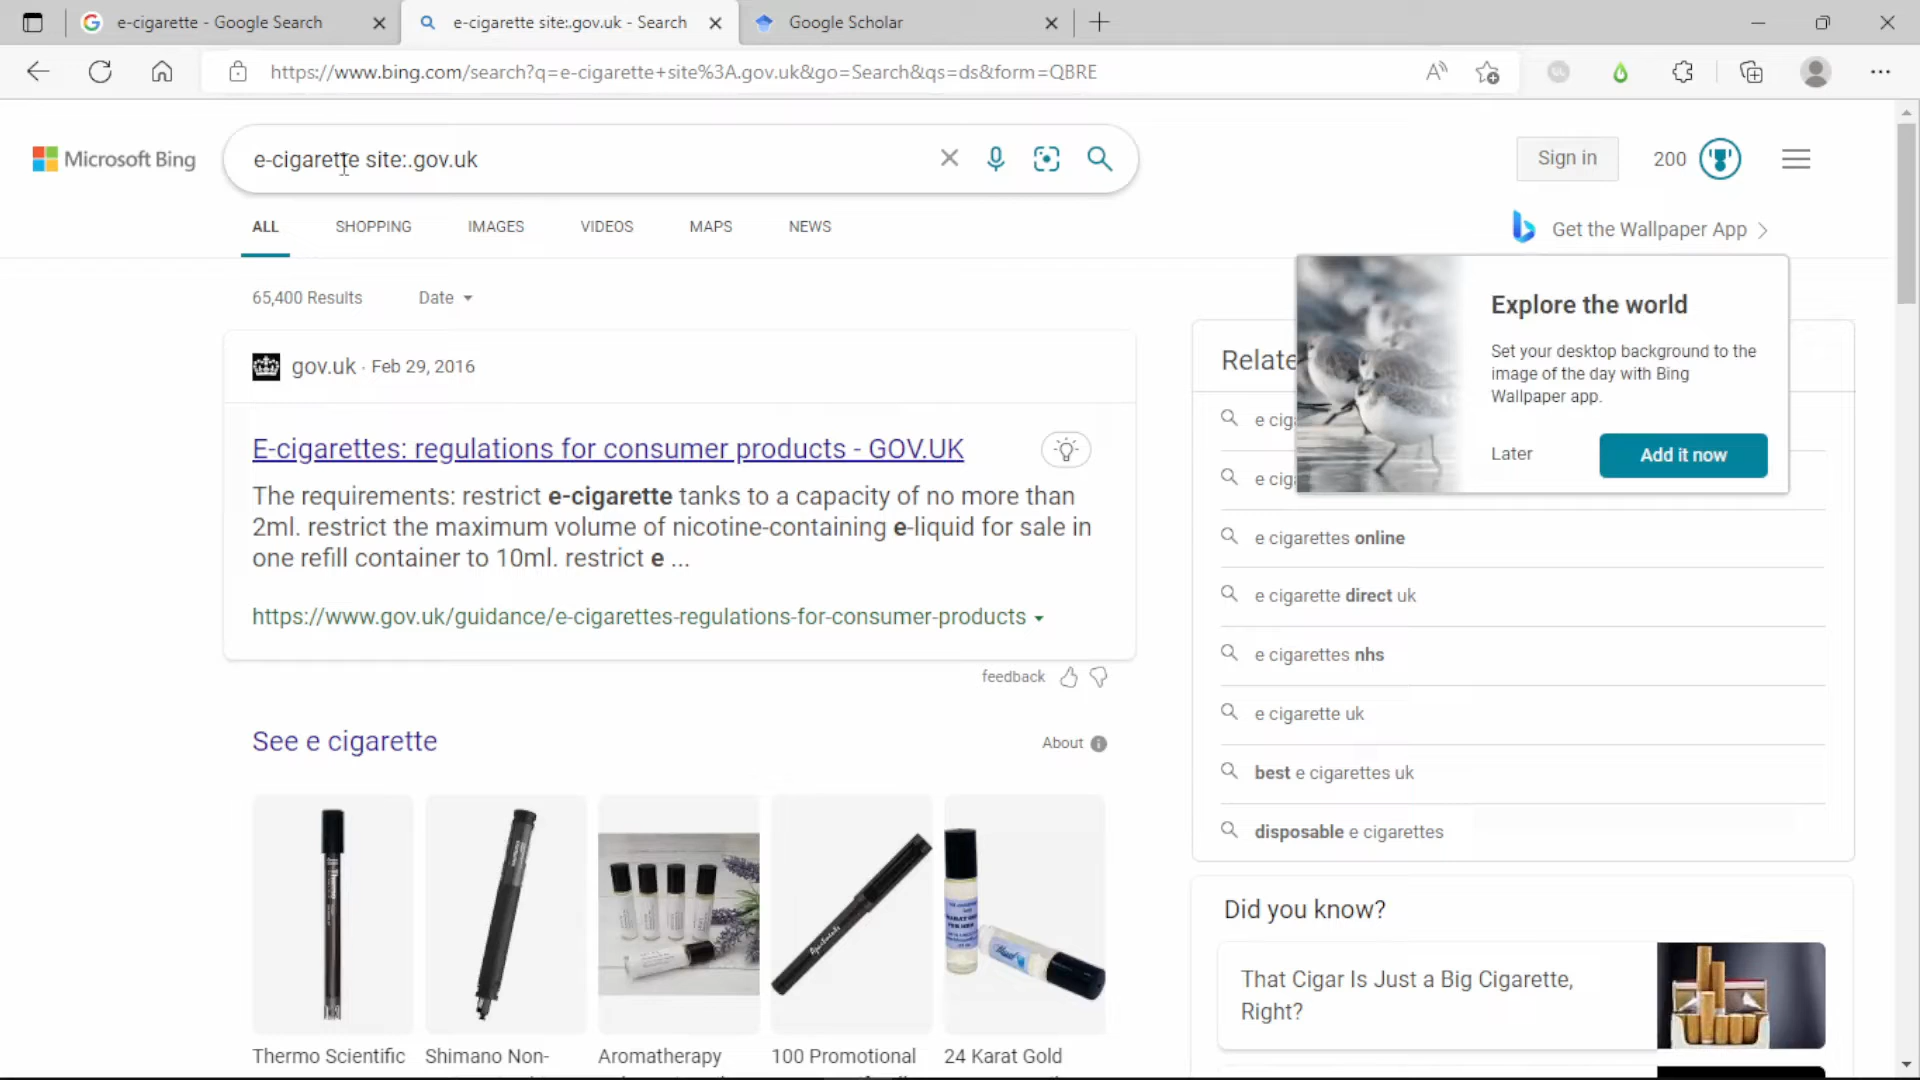 e-cigarette - Google Search
e-cigarette site:.gov.uk - Search
Google Scholar
https://www.bing.com/search?q=e-cigarette+site%3A.gov.uk&go=Search&qs=ds&form=QBRE
Microsoft Bing
e-cigarette site:.gov.uk
Sign in
200
ALL
SHOPPING
IMAGES
VIDEOS
MAPS
NEWS
Get the Wallpaper App
65,400 Results
Date
gov.uk · Feb 29, 2016
E-cigarettes: regulations for consumer products - GOV.UK
The requirements: restrict e-cigarette tanks to a capacity of no more than
2ml. restrict the maximum volume of nicotine-containing e-liquid for sale in
one refill container to 10ml. restrict e ...
https://www.gov.uk/guidance/e-cigarettes-regulations-for-consumer-products
feedback
See e cigarette
About
Thermo Scientific
Shimano Non-
Aromatherapy
100 Promotional
24 Karat Gold
Explore the world
Set your desktop background to the
image of the day with Bing
Wallpaper app.
Later
Add it now
Relate
e cig
e cig
e cigarettes online
e cigarette direct uk
e cigarettes nhs
e cigarette uk
best e cigarettes uk
disposable e cigarettes
Did you know?
That Cigar Is Just a Big Cigarette,
Right?